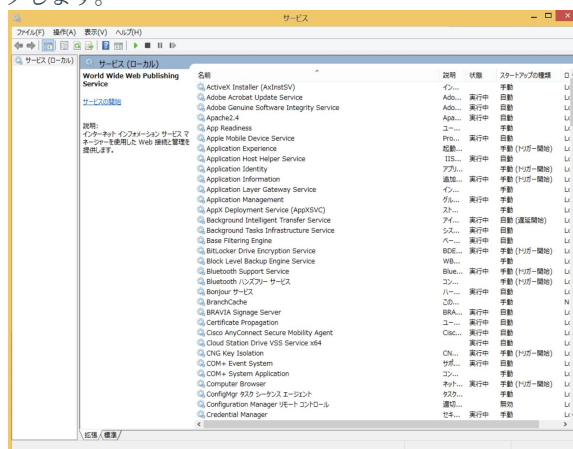 クします。
サービス
ファイル(F) 操作(A) 表示(V) ヘルプ(H)
サービス (ローカル)
サービス (ローカル)
World Wide Web Publishing Service
サービスの開始
説明:
インターネット インフォメーション サービス マネージャーを使用した Web 接続と管理を提供します。
名前 説明 状態 スタートアップの種類
ActiveX Installer (AxInstSV) イン... 手動
Adobe Acrobat Update Service Ado... 実行中 自動
Adobe Genuine Software Integrity Service Ado... 実行中 自動
Apache2.4 Apa... 実行中 自動
App Readiness ユー... 手動
Apple Mobile Device Service Pro... 実行中 自動
Application Experience 起動... 手動 (トリガー開始)
Application Host Helper Service IIS... 実行中 自動
Application Identity アプリ... 手動 (トリガー開始)
Application Information 追加... 実行中 手動 (トリガー開始)
Application Layer Gateway Service イン... 手動
Application Management グル... 実行中 手動
AppX Deployment Service (AppXSVC) スト... 手動
Background Intelligent Transfer Service アイ... 実行中 自動 (遅延開始)
Background Tasks Infrastructure Service シス... 実行中 自動
Base Filtering Engine ベー... 実行中 自動
BitLocker Drive Encryption Service BDE... 実行中 手動 (トリガー開始)
Block Level Backup Engine Service WB... 手動
Bluetooth Support Service Blue... 実行中 手動 (トリガー開始)
Bluetooth ハンズフリー サービス コン... 手動 (トリガー開始)
Bonjour サービス ハー... 実行中 自動
BranchCache この... 手動
BRAVIA Signage Server BRA... 実行中 自動
Certificate Propagation ユー... 実行中 手動
Cisco AnyConnect Secure Mobility Agent Cisc... 実行中 自動
Cloud Station Drive VSS Service x64 実行中 自動
CNG Key Isolation CN... 実行中 手動 (トリガー開始)
COM+ Event System サポ... 実行中 自動
COM+ System Application コン... 手動
Computer Browser ネット... 実行中 手動 (トリガー開始)
ConfigMgr タスク シーケンス エージェント タスク... 手動
Configuration Manager リモート コントロール 適切... 無効
Credential Manager セキ... 実行中 手動
拡張 標準